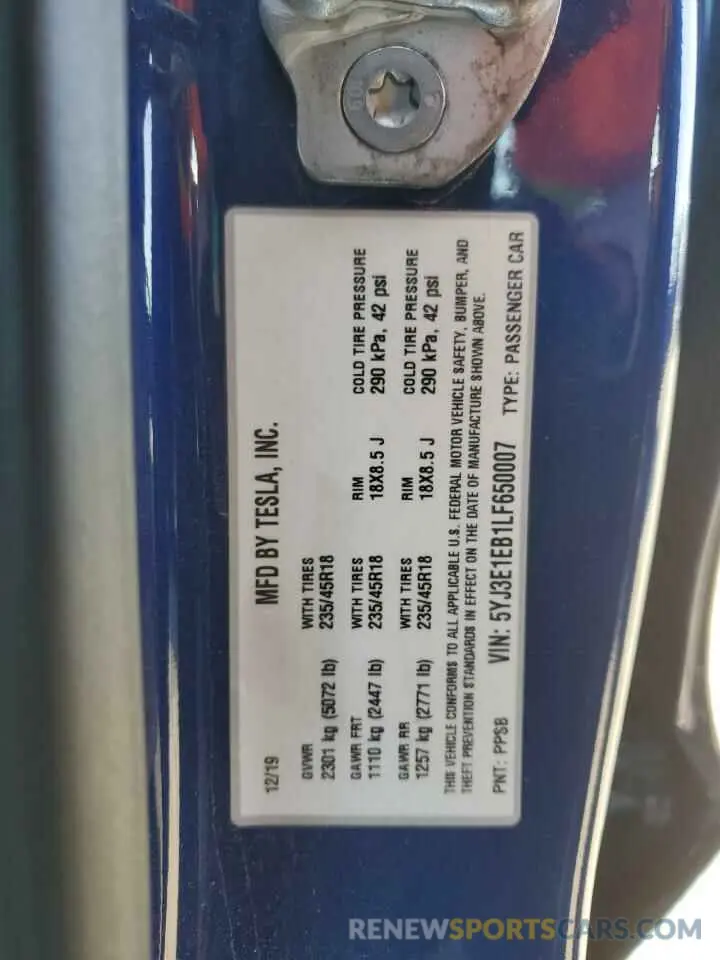 MFD BY TESLA, INC.
12/19
GVWR WITH TIRES
2301 kg (5072 lb) 235/45R18
GAWR FRT WITH TIRES RIM COLD TIRE PRESSURE
1110 kg (2447 lb) 235/45R18 18X8.5 J 290 kPa, 42 psi
GAWR RR WITH TIRES RIM COLD TIRE PRESSURE
1257 kg (2771 lb) 235/45R18 18X8.5 J 290 kPa, 42 psi
THIS VEHICLE CONFORMS TO ALL APPLICABLE U.S. FEDERAL MOTOR VEHICLE SAFETY, BUMPER, AND
THEFT PREVENTION STANDARDS IN EFFECT ON THE DATE OF MANUFACTURE SHOWN ABOVE.
PNT: PPSB VIN: 5YJ3E1EB1LF650007 TYPE: PASSENGER CAR
RENEWSPORTSCARS.COM